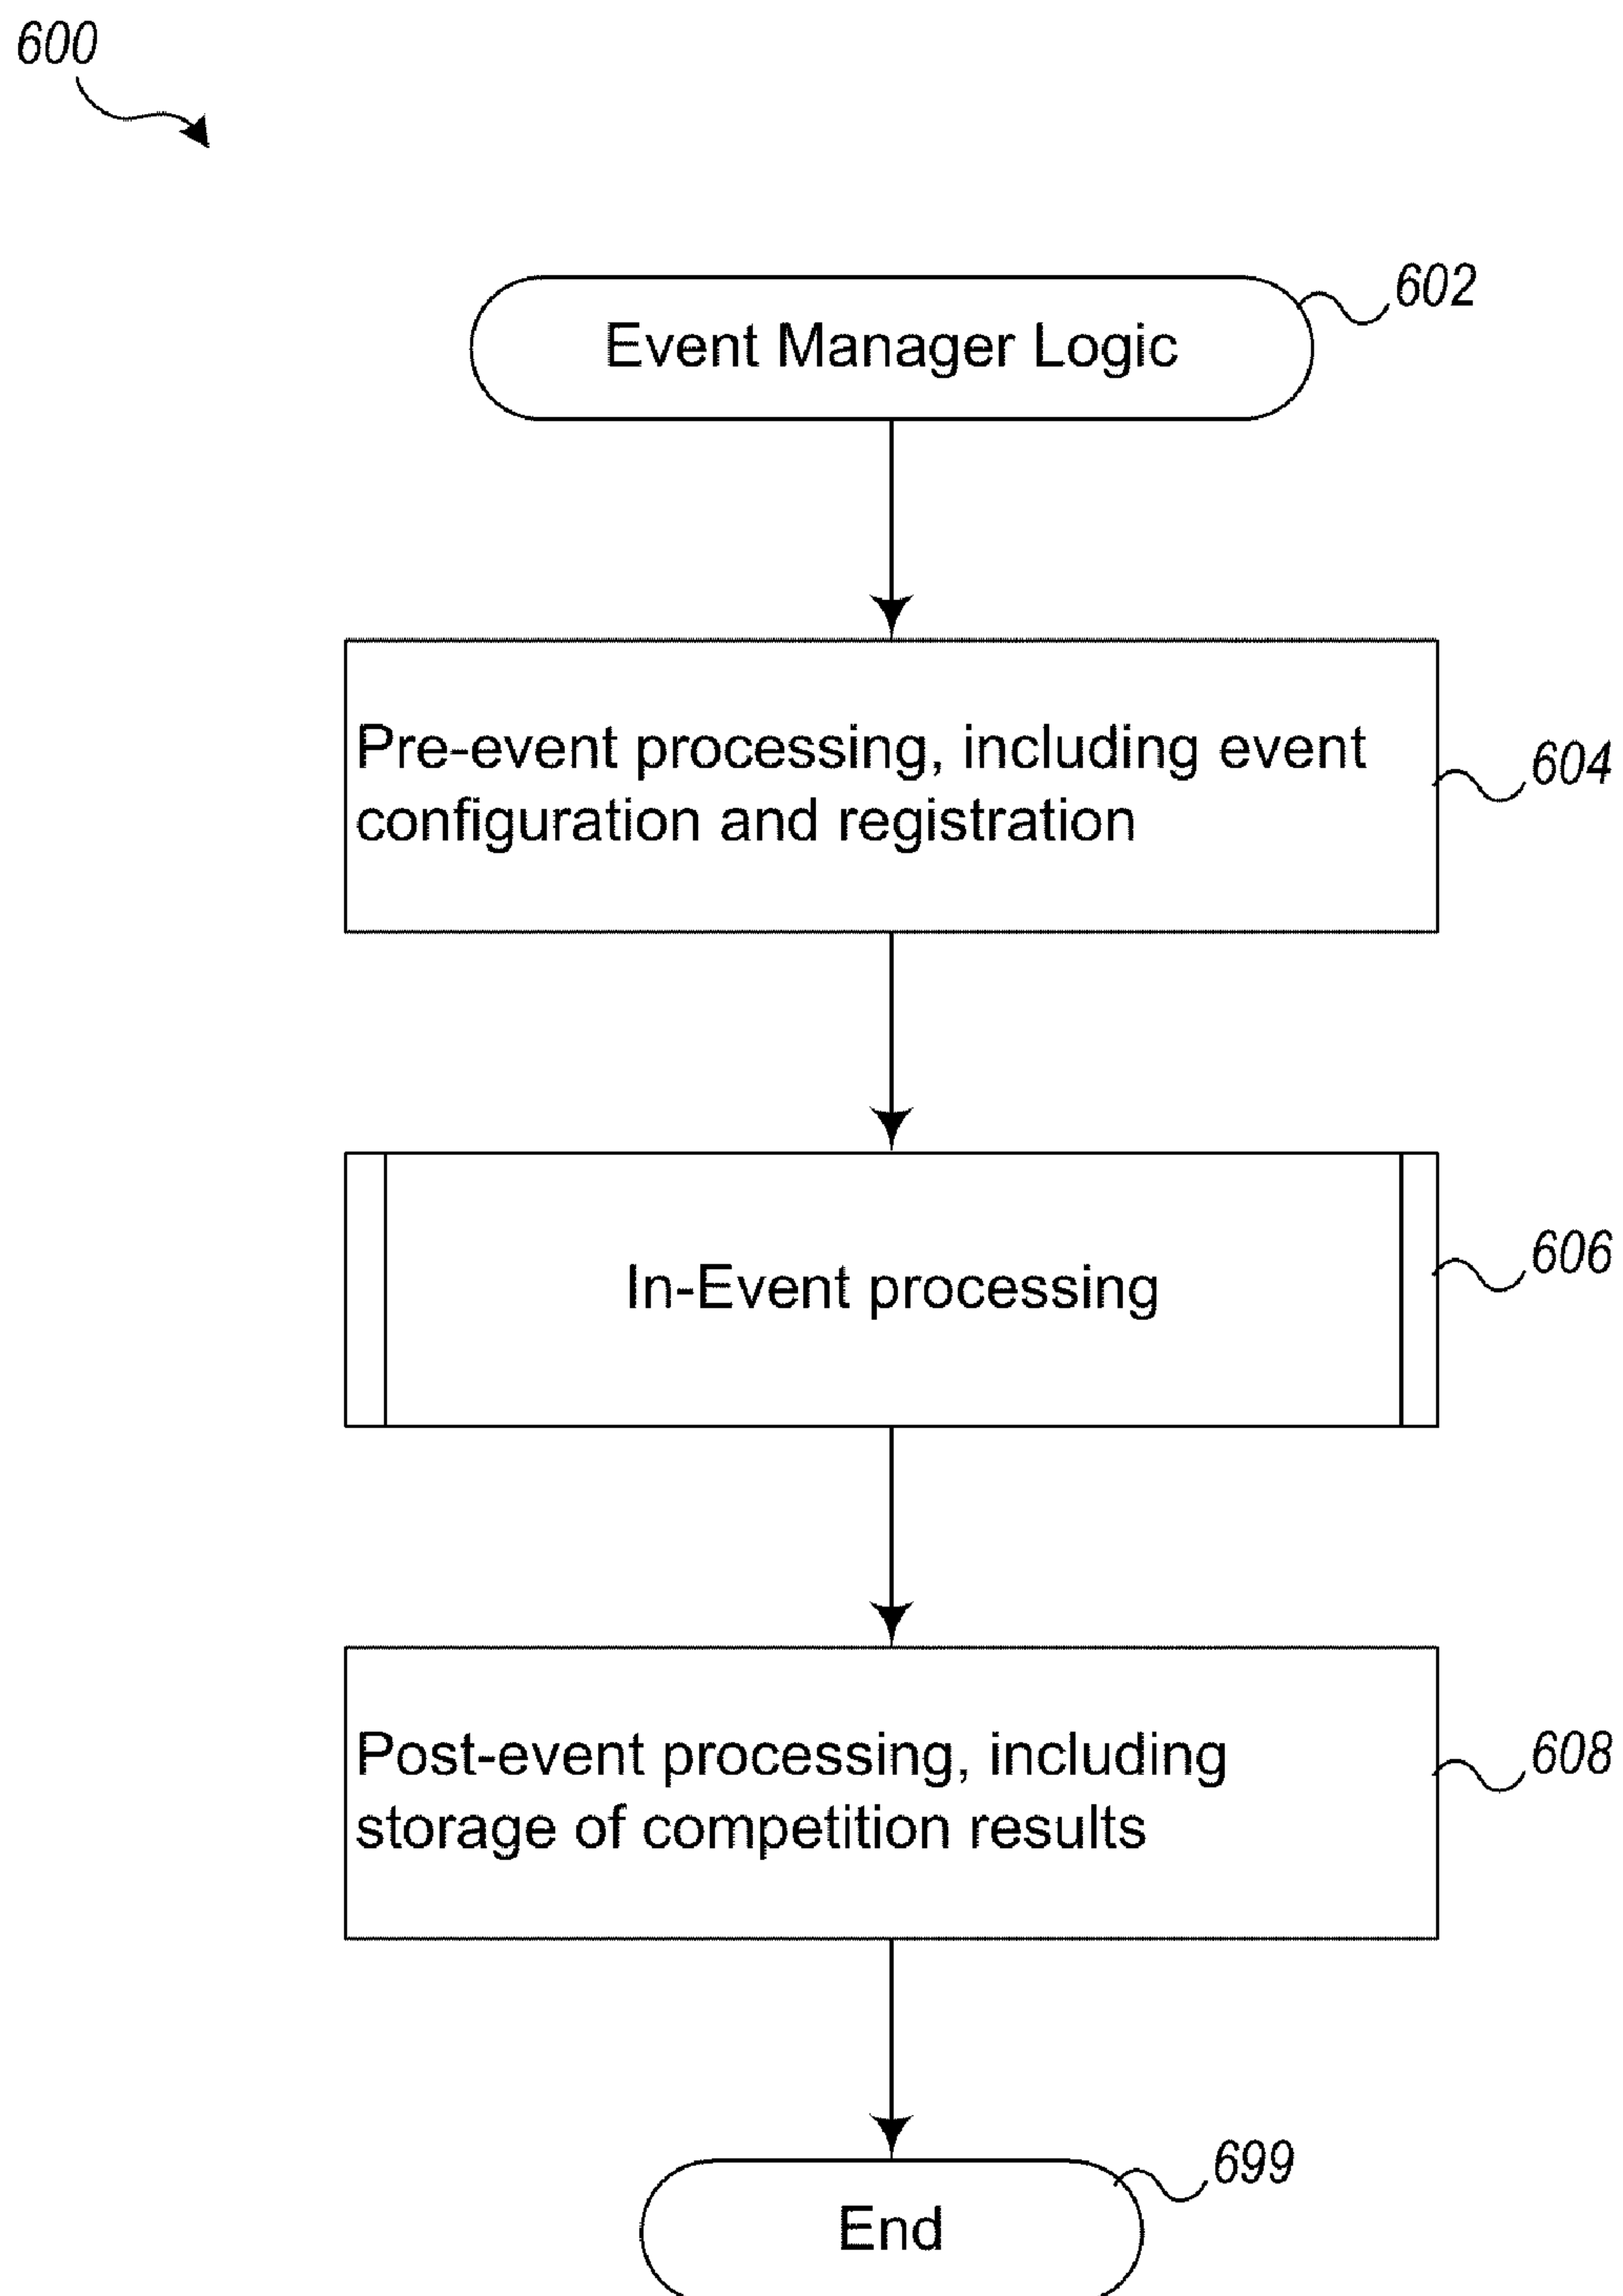 600
Event Manager Logic
602
Pre-event processing, including event
configuration and registration
604
In-Event processing
606
Post-event processing, including
storage of competition results
608
End
699